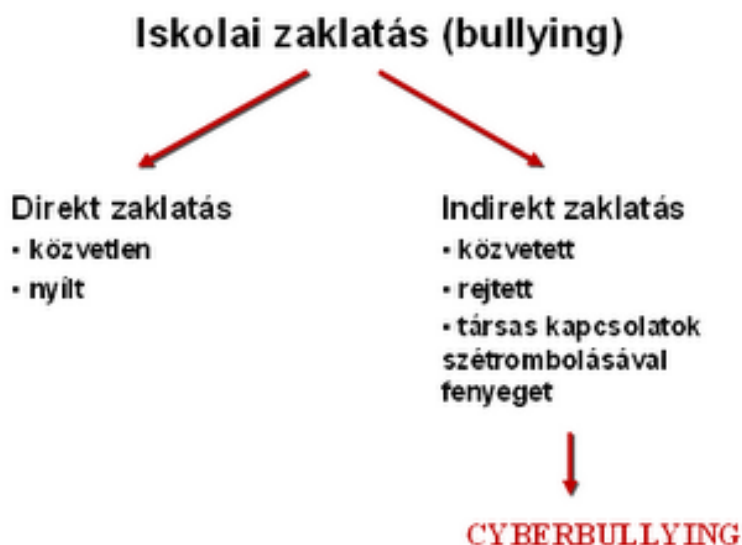 Iskolai zaklatás (bullying)
Direkt zaklatás
▪ közvetlen
▪ nyílt
Indirekt zaklatás
▪ közvetett
▪ rejtett
▪ társas kapcsolatok
szétrombolásával
fenyeget
CYBERBULLYING